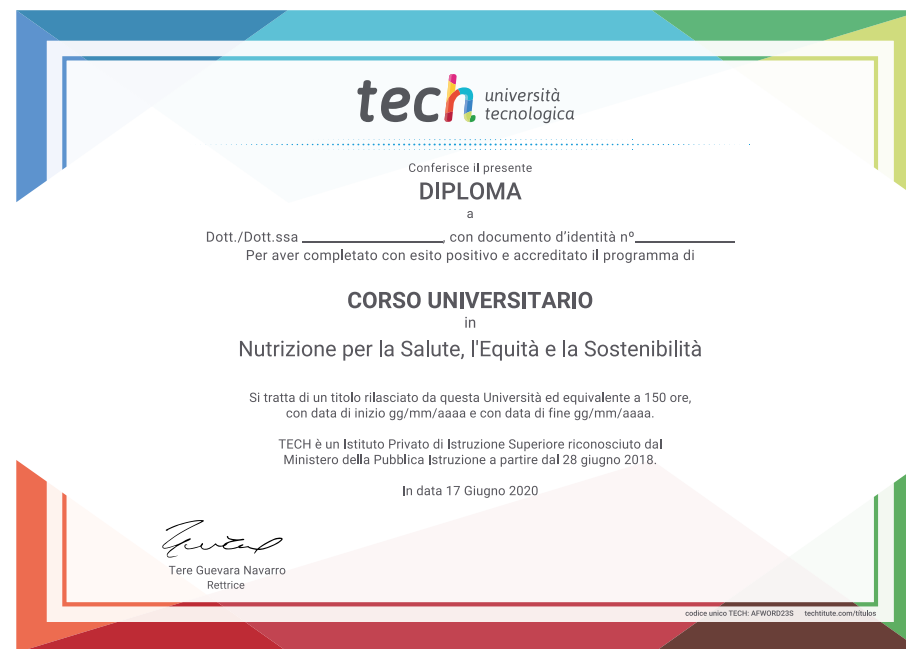 tech università
tecnologica
Conferisce il presente
DIPLOMA
a
Dott./Dott.ssa ____________________, con documento d'identità nº______________
Per aver completato con esito positivo e accreditato il programma di
CORSO UNIVERSITARIO
in
Nutrizione per la Salute, l'Equità e la Sostenibilità
Si tratta di un titolo rilasciato da questa Università ed equivalente a 150 ore,
con data di inizio gg/mm/aaaa e con data di fine gg/mm/aaaa.
TECH è un Istituto Privato di Istruzione Superiore riconosciuto dal
Ministero della Pubblica Istruzione a partire dal 28 giugno 2018.
In data 17 Giugno 2020
Tere Guevara Navarro
Rettrice
codice unico TECH: AFWORD23S techtitute.com/títulos